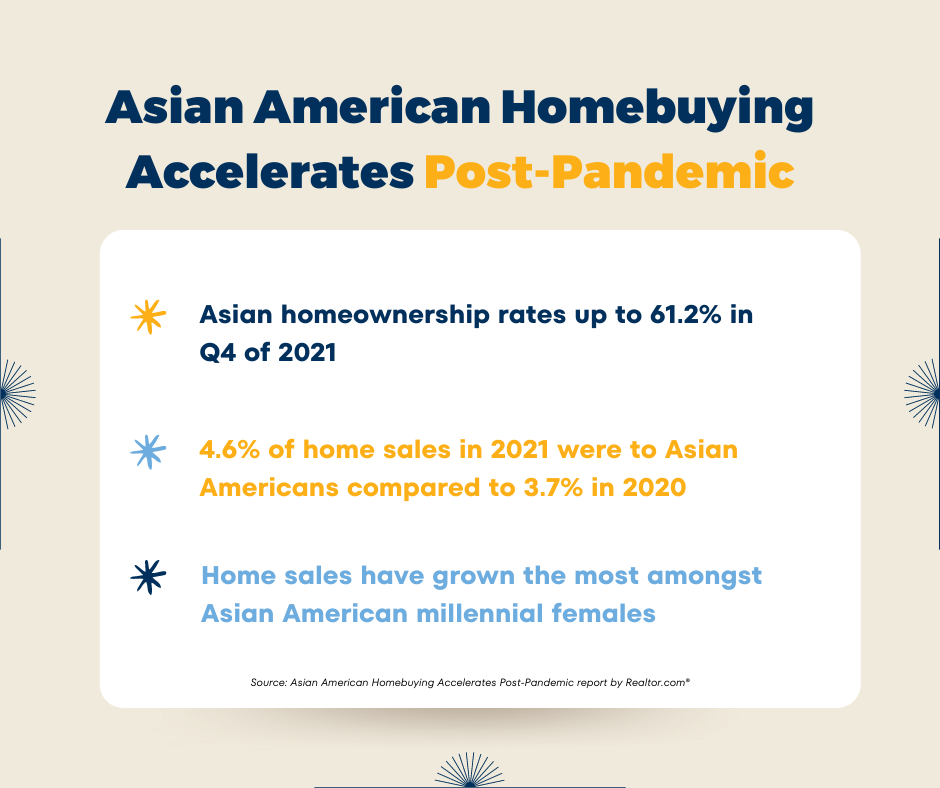 Asian American Homebuying
Accelerates Post-Pandemic
Asian homeownership rates up to 61.2% in
Q4 of 2021
4.6% of home sales in 2021 were to Asian
Americans compared to 3.7% in 2020
Home sales have grown the most amongst
Asian American millennial females
Source: Asian American Homebuying Accelerates Post-Pandemic report by Realtor.com®